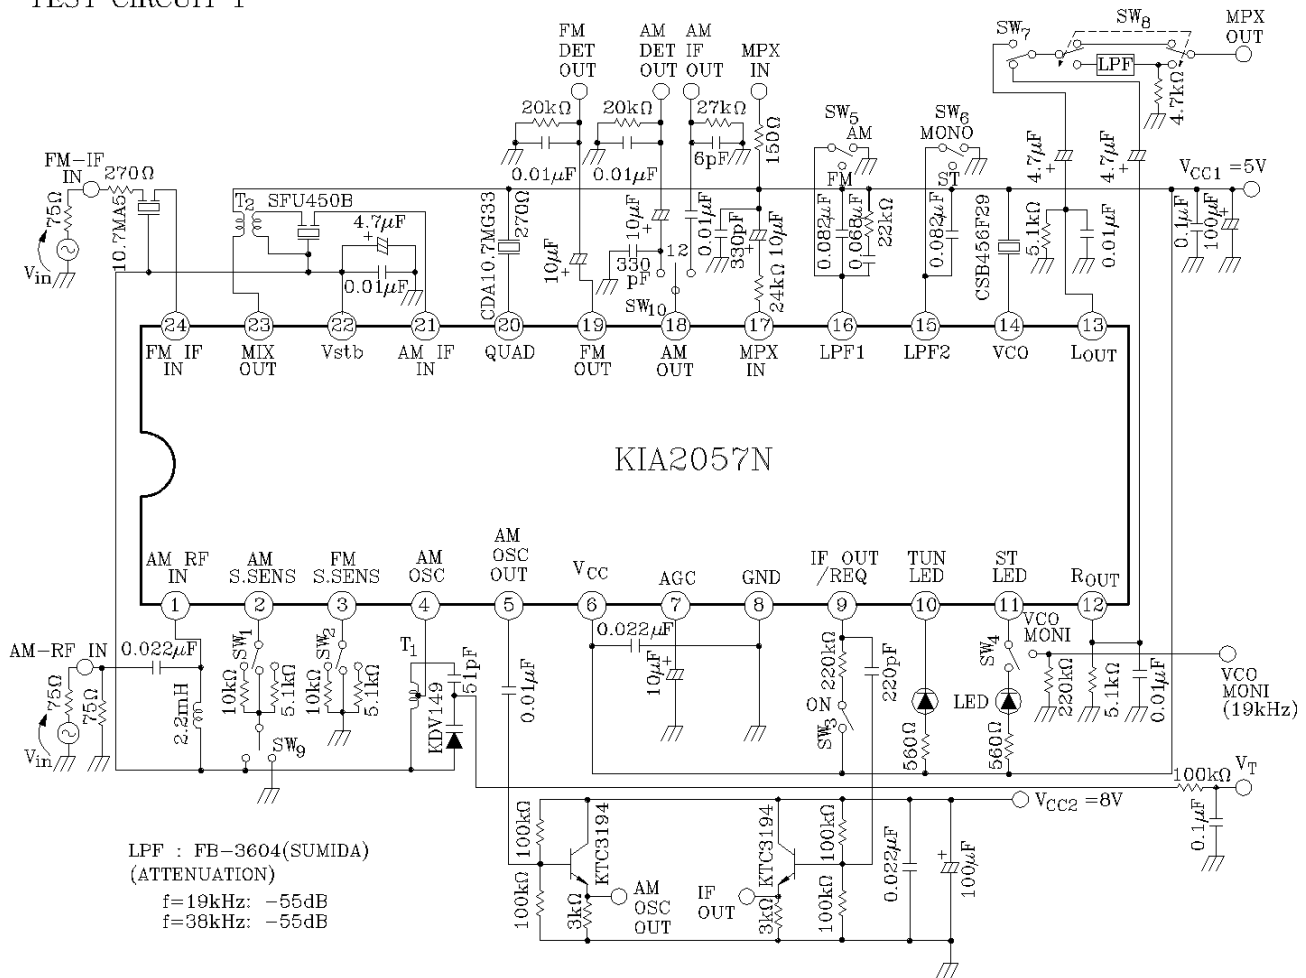 TEST CIRCUIT 1
FM DET OUT
AM DET OUT
AM IF OUT
MPX IN
SW7
SW8
MPX OUT
LPF
4.7kΩ
20kΩ
20kΩ
27kΩ
0.01µF
0.01µF
6pF
150Ω
SW5
AM
FM
SW6
MONO
ST
4.7µF
4.7µF
VCC1 =5V
FM-IF IN
270Ω
75Ω
Vin
10.7MA5
T2
SFU450B
4.7µF
+
0.01µF
CDA10.7MG33
270Ω
10µF
+
10µF
+
330 pF
12
SW10
0.01µF
330pF
10µF
+
24kΩ
0.082µF
0.068µF
22kΩ
0.082µF
CSB456F29
5.1kΩ
0.01µF
0.1µF
100µF
+
24
23
22
21
20
19
18
17
16
15
14
13
FM IF IN
MIX OUT
Vstb
AM IF IN
QUAD
FM OUT
AM OUT
MPX IN
LPF1
LPF2
VCO
LOUT
KIA2057N
AM RF IN
AM S.SENS
FM S.SENS
AM OSC
AM OSC OUT
VCC
AGC
GND
IF OUT /REQ
TUN LED
ST LED
ROUT
1
2
3
4
5
6
7
8
9
10
11
12
AM-RF IN
0.022µF
75Ω
75Ω
Vin
2.2mH
SW1
10kΩ
5.1kΩ
SW2
10kΩ
5.1kΩ
SW9
T1
51pF
KDV149
0.01µF
0.022µF
10µF
+
220kΩ
220pF
ON
SW3
560Ω
LED
560Ω
SW4
VCO MONI
220kΩ
5.1kΩ
0.01µF
VCO MONI (19kHz)
100kΩ
VT
0.1µF
VCC2 =8V
100kΩ
100kΩ
KTC3194
3kΩ
AM OSC OUT
IF OUT
KTC3194
3kΩ
100kΩ
100kΩ
0.022µF
100µF
+
LPF : FB-3604(SUMIDA)
(ATTENUATION)
f=19kHz: -55dB
f=38kHz: -55dB